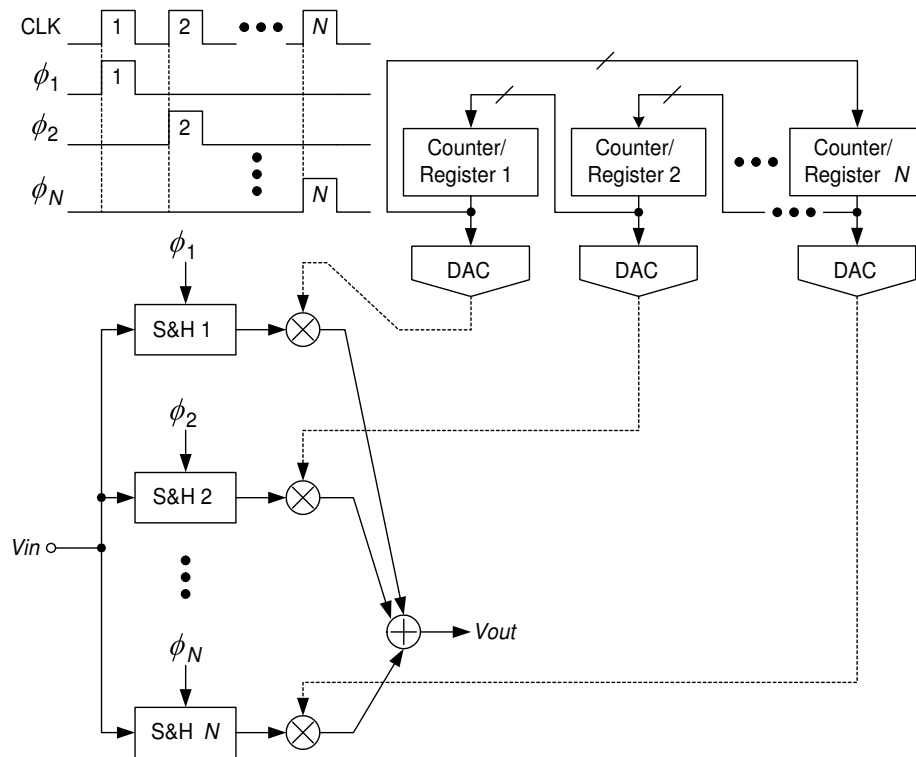 CLK 1 2 N
ϕ1 1
ϕ2 2
ϕN N
Counter/ Register 1
Counter/ Register 2
Counter/ Register N
DAC DAC DAC
ϕ1
S&H 1
ϕ2
S&H 2
Vin
Vout
ϕN
S&H N